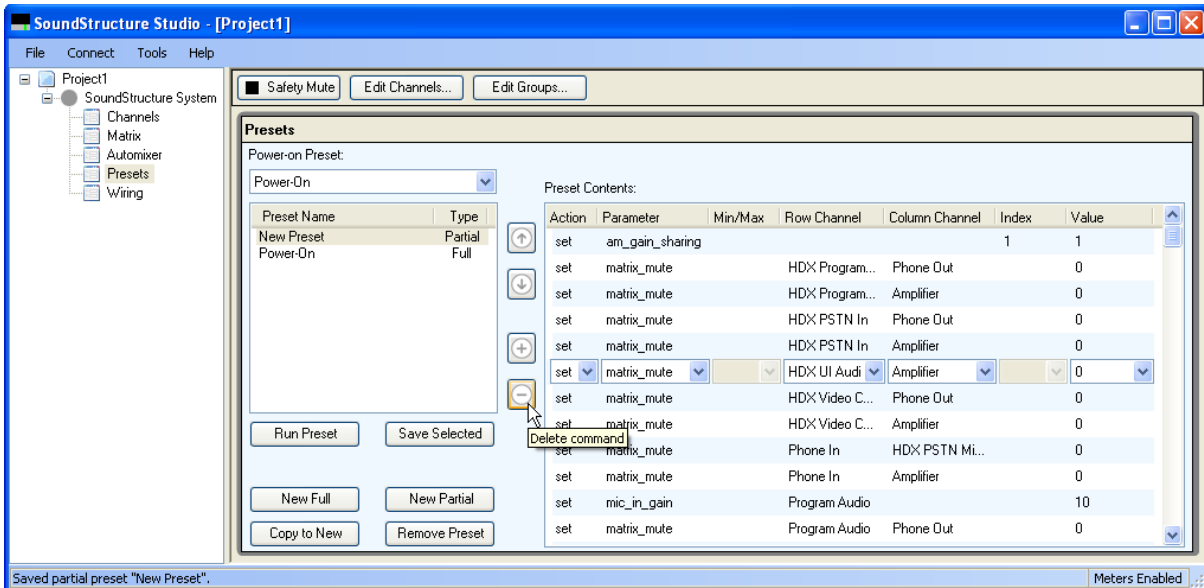 SoundStructure Studio - [Project1]
File Connect Tools Help
Project1
SoundStructure System
Channels
Matrix
Automixer
Presets
Wiring
Safety Mute Edit Channels... Edit Groups...
Presets
Power-on Preset:
Power-On
Preset Name Type
New Preset Partial
Power-On Full
Run Preset Save Selected
New Full New Partial
Copy to New Remove Preset
Delete command
Preset Contents:
Action Parameter Min/Max Row Channel Column Channel Index Value
set am_gain_sharing 1 1
set matrix_mute HDX Program... Phone Out 0
set matrix_mute HDX Program... Amplifier 0
set matrix_mute HDX PSTN In Phone Out 0
set matrix_mute HDX PSTN In Amplifier 0
set matrix_mute HDX UI Audi Amplifier 0
set matrix_mute HDX Video C... Phone Out 0
set matrix_mute HDX Video C... Amplifier 0
set matrix_mute Phone In HDX PSTN Mi... 0
set matrix_mute Phone In Amplifier 0
set mic_in_gain Program Audio 10
set matrix_mute Program Audio Phone Out 0
Saved partial preset "New Preset". Meters Enabled